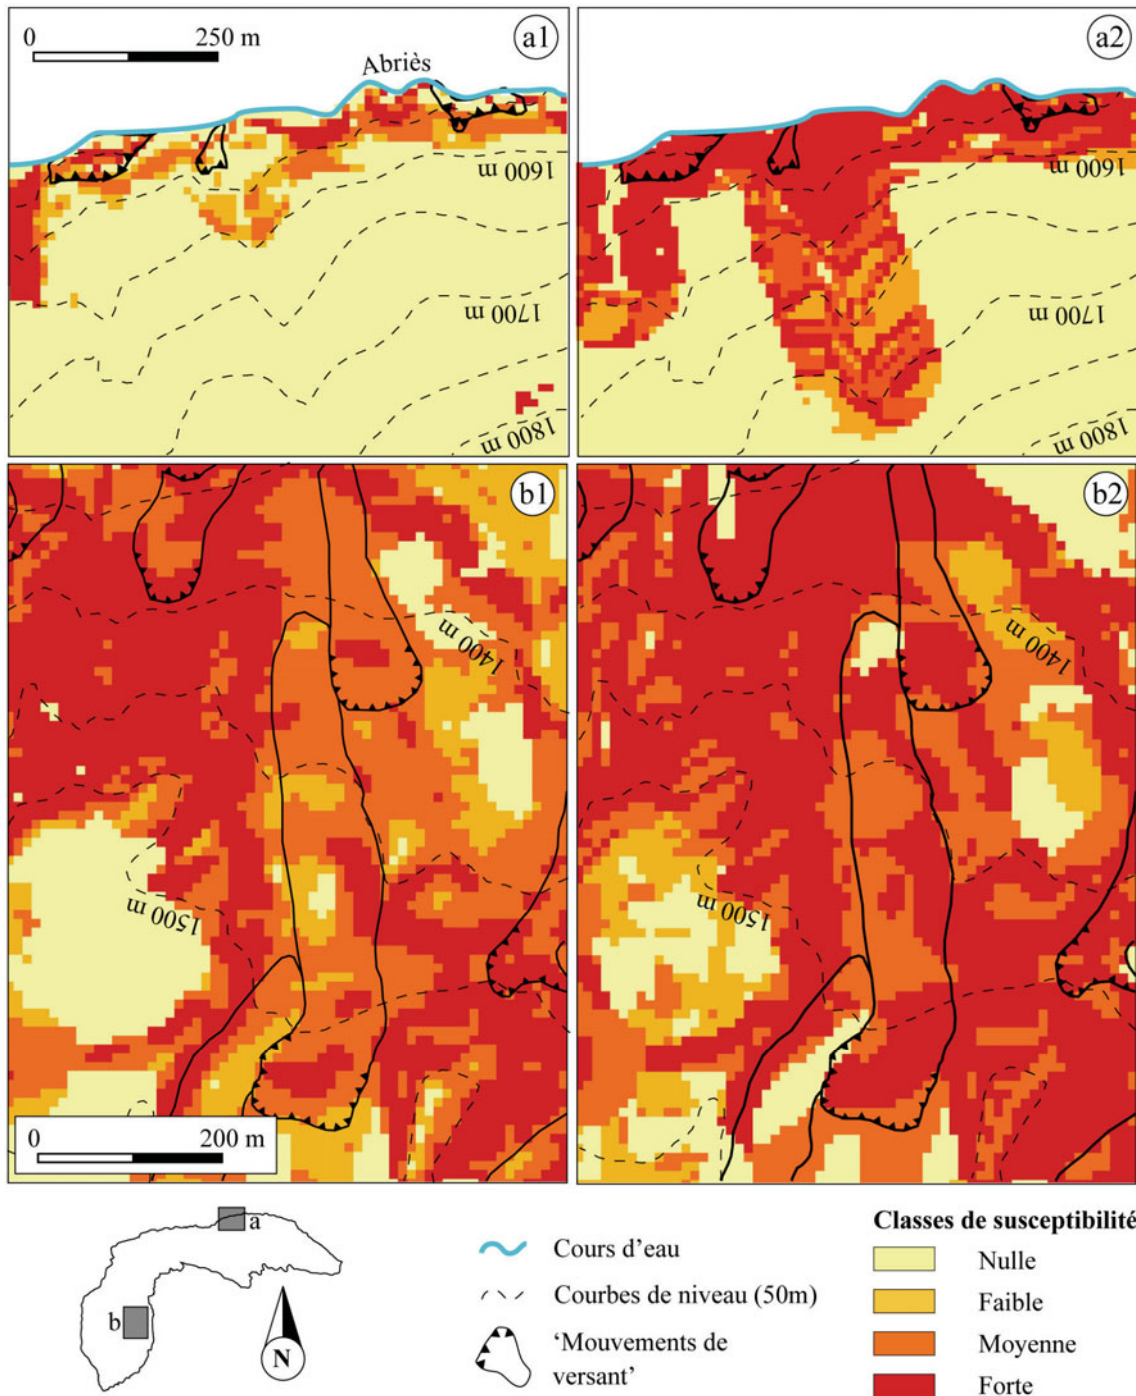 0 250 m
a1
Abriès
1600 m
1700 m
1800 m
a2
1600 m
1700 m
1800 m
b1
1400 m
1500 m
0 200 m
b2
1400 m
1500 m
a
b
N
Cours d'eau
Courbes de niveau (50m)
'Mouvements de
versant'
Classes de susceptibilité
Nulle
Faible
Moyenne
Forte